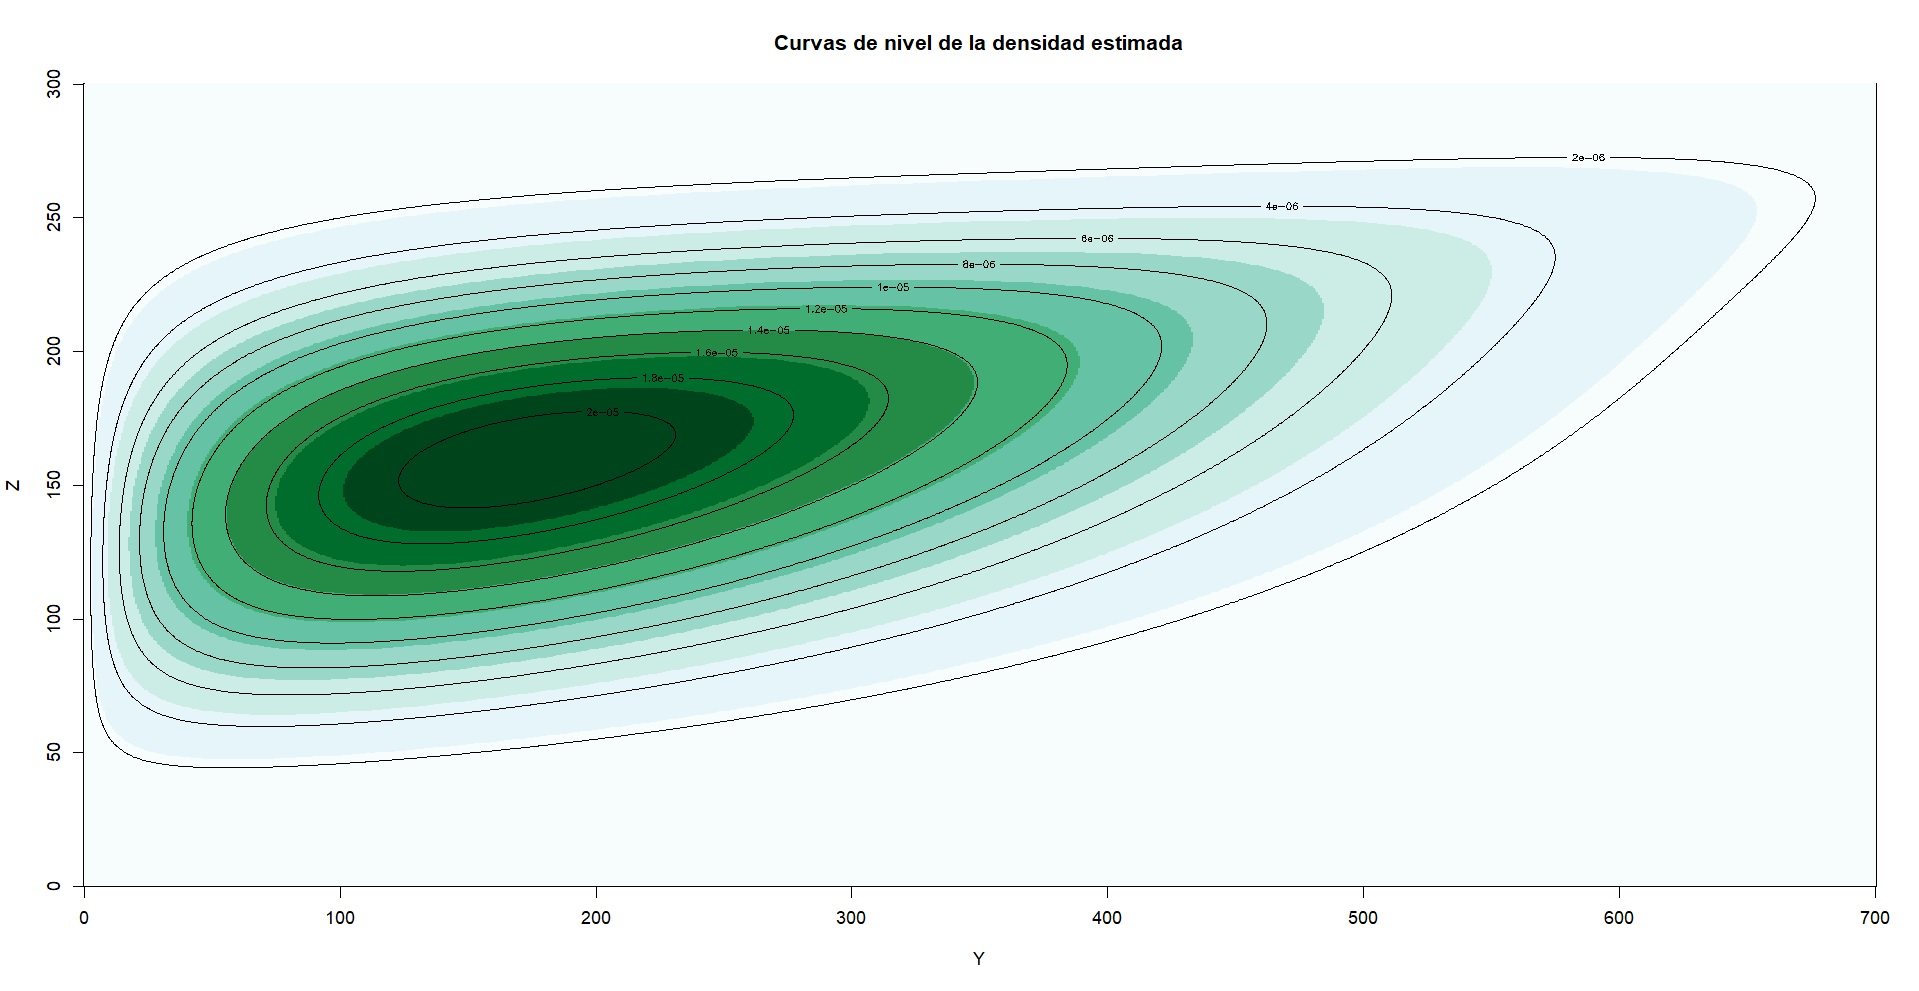 Curvas de nivel de la densidad estimada
300
250
200
150
100
50
0
Z
2e−06
4e−06
6e−06
8e−06
1e−05
1.2e−05
1.4e−05
1.6e−05
1.8e−05
2e−05
0 100 200 300 400 500 600 700
Y